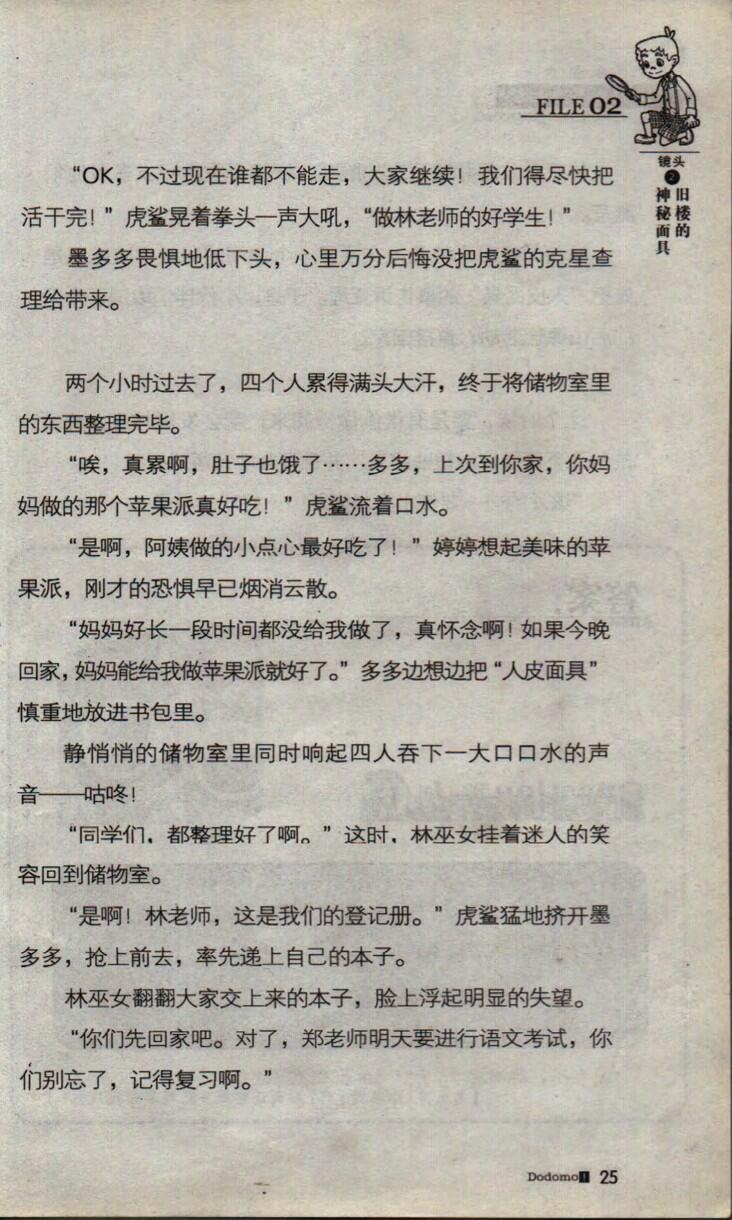 FILE 02
镜头
2
旧楼的
神秘面具
“OK，不过现在谁都不能走，大家继续！我们得尽快把
活干完！”虎鲨晃着拳头一声大吼，“做林老师的好学生！”
墨多多畏惧地低下头，心里万分后悔没把虎鲨的克星查
理给带来。
两个小时过去了，四个人累得满头大汗，终于将储物室里
的东西整理完毕。
“唉，真累啊，肚子也饿了……多多，上次到你家，你妈
妈做的那个苹果派真好吃！”虎鲨流着口水。
“是啊，阿姨做的小点心最好吃了！”婷婷想起美味的苹
果派，刚才的恐惧早已烟消云散。
“妈妈好长一段时间都没给我做了，真怀念啊！如果今晚
回家，妈妈能给我做苹果派就好了。”多多边想边把“人皮面具”
慎重地放进书包里。
静悄悄的储物室里同时响起四人吞下一大口口水的声
音——咕咚！
“同学们，都整理好了啊。”这时，林巫女挂着迷人的笑
容回到储物室。
“是啊！林老师，这是我们的登记册。”虎鲨猛地挤开墨
多多，抢上前去，率先递上自己的本子。
林巫女翻翻大家交上来的本子，脸上浮起明显的失望。
“你们先回家吧。对了，郑老师明天要进行语文考试，你
们别忘了，记得复习啊。”
Dodomo 1 25